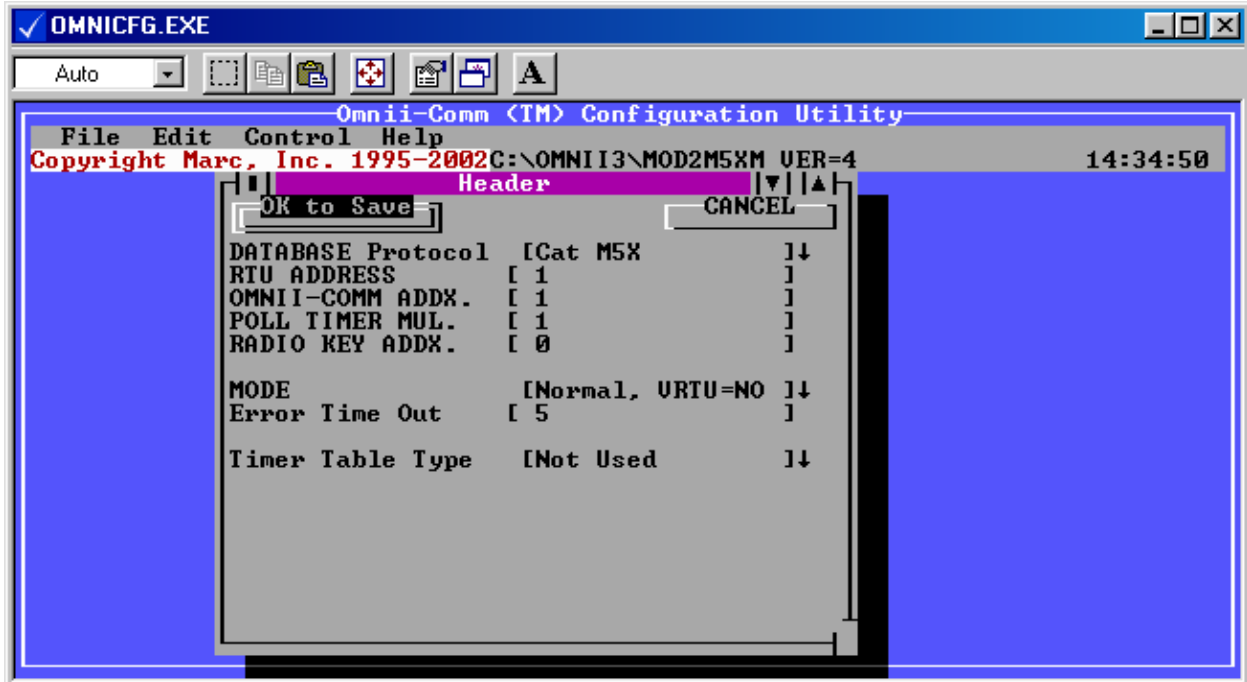 OMNICFG.EXE
Auto
A
Omnii-Comm (TM) Configuration Utility
File Edit Control Help
Copyright Marc, Inc. 1995-2002C:\OMNII3\MOD2M5XM VER=4 14:34:50
Header
OK to Save CANCEL
DATABASE Protocol [Cat M5X ]↓
RTU ADDRESS [ 1 ]
OMNII-COMM ADDX. [ 1 ]
POLL TIMER MUL. [ 1 ]
RADIO KEY ADDX. [ 0 ]
MODE [Normal, VRTU=NO ]↓
Error Time Out [ 5 ]
Timer Table Type [Not Used ]↓